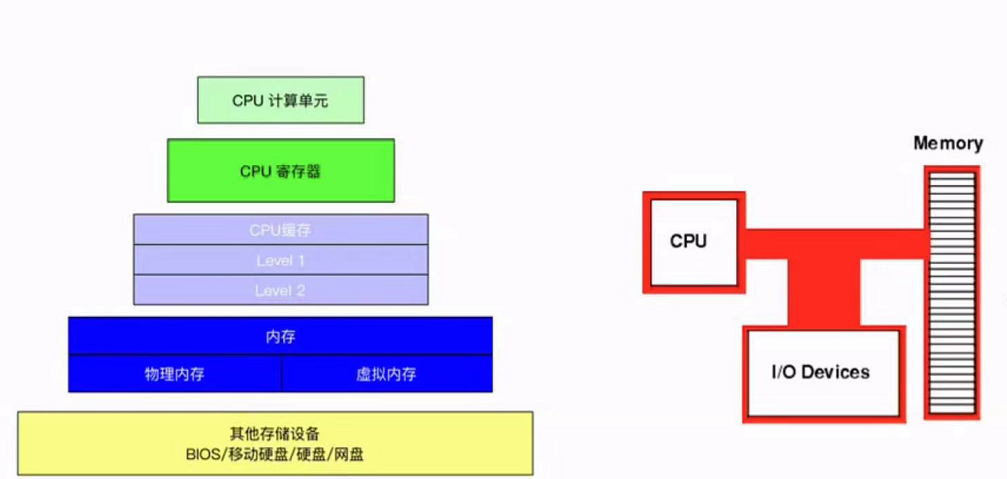 CPU 计算单元
CPU 寄存器
CPU缓存
Level 1
Level 2
内存
物理内存
虚拟内存
其他存储设备
BIOS/移动硬盘/硬盘/网盘
Memory
CPU
I/O Devices